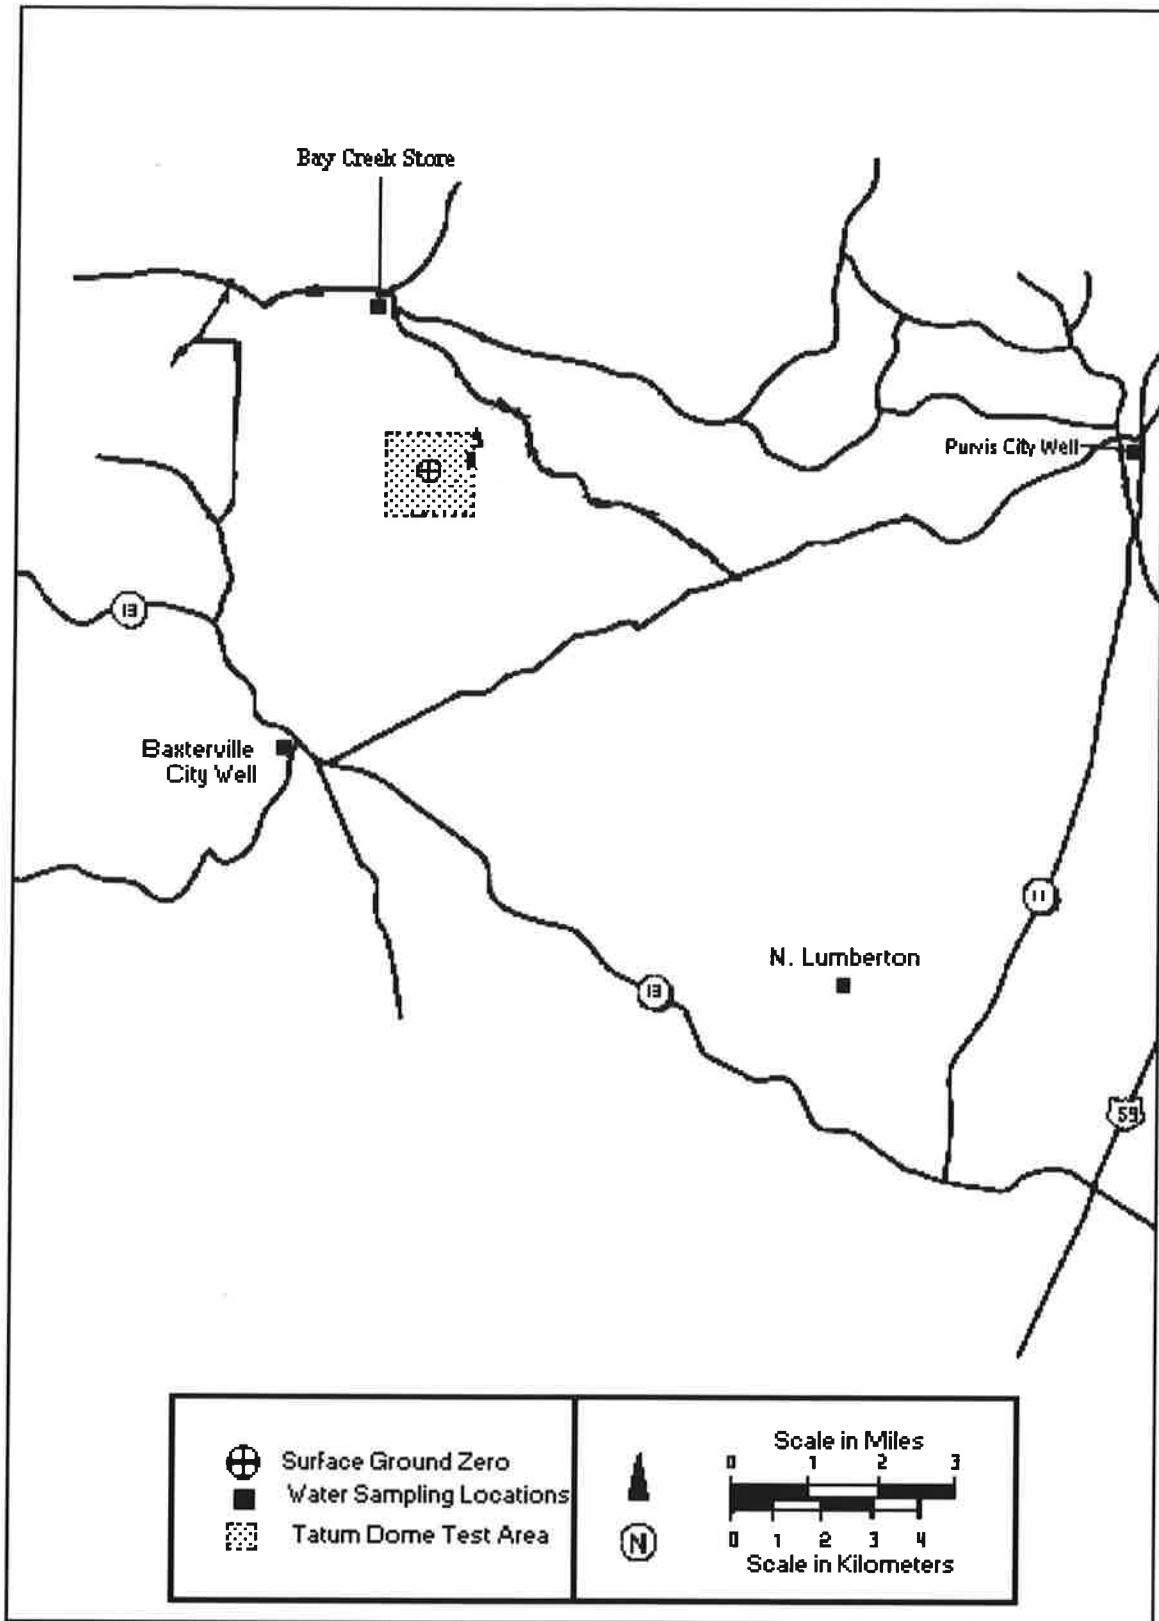 Bay Creek Store
Purvis City Well
13
Baxterville
City Well
11
N. Lumberton
13
59
Surface Ground Zero
Water Sampling Locations
Tatum Dome Test Area
N
Scale in Miles
0 1 2 3
0 1 2 3 4
Scale in Kilometers